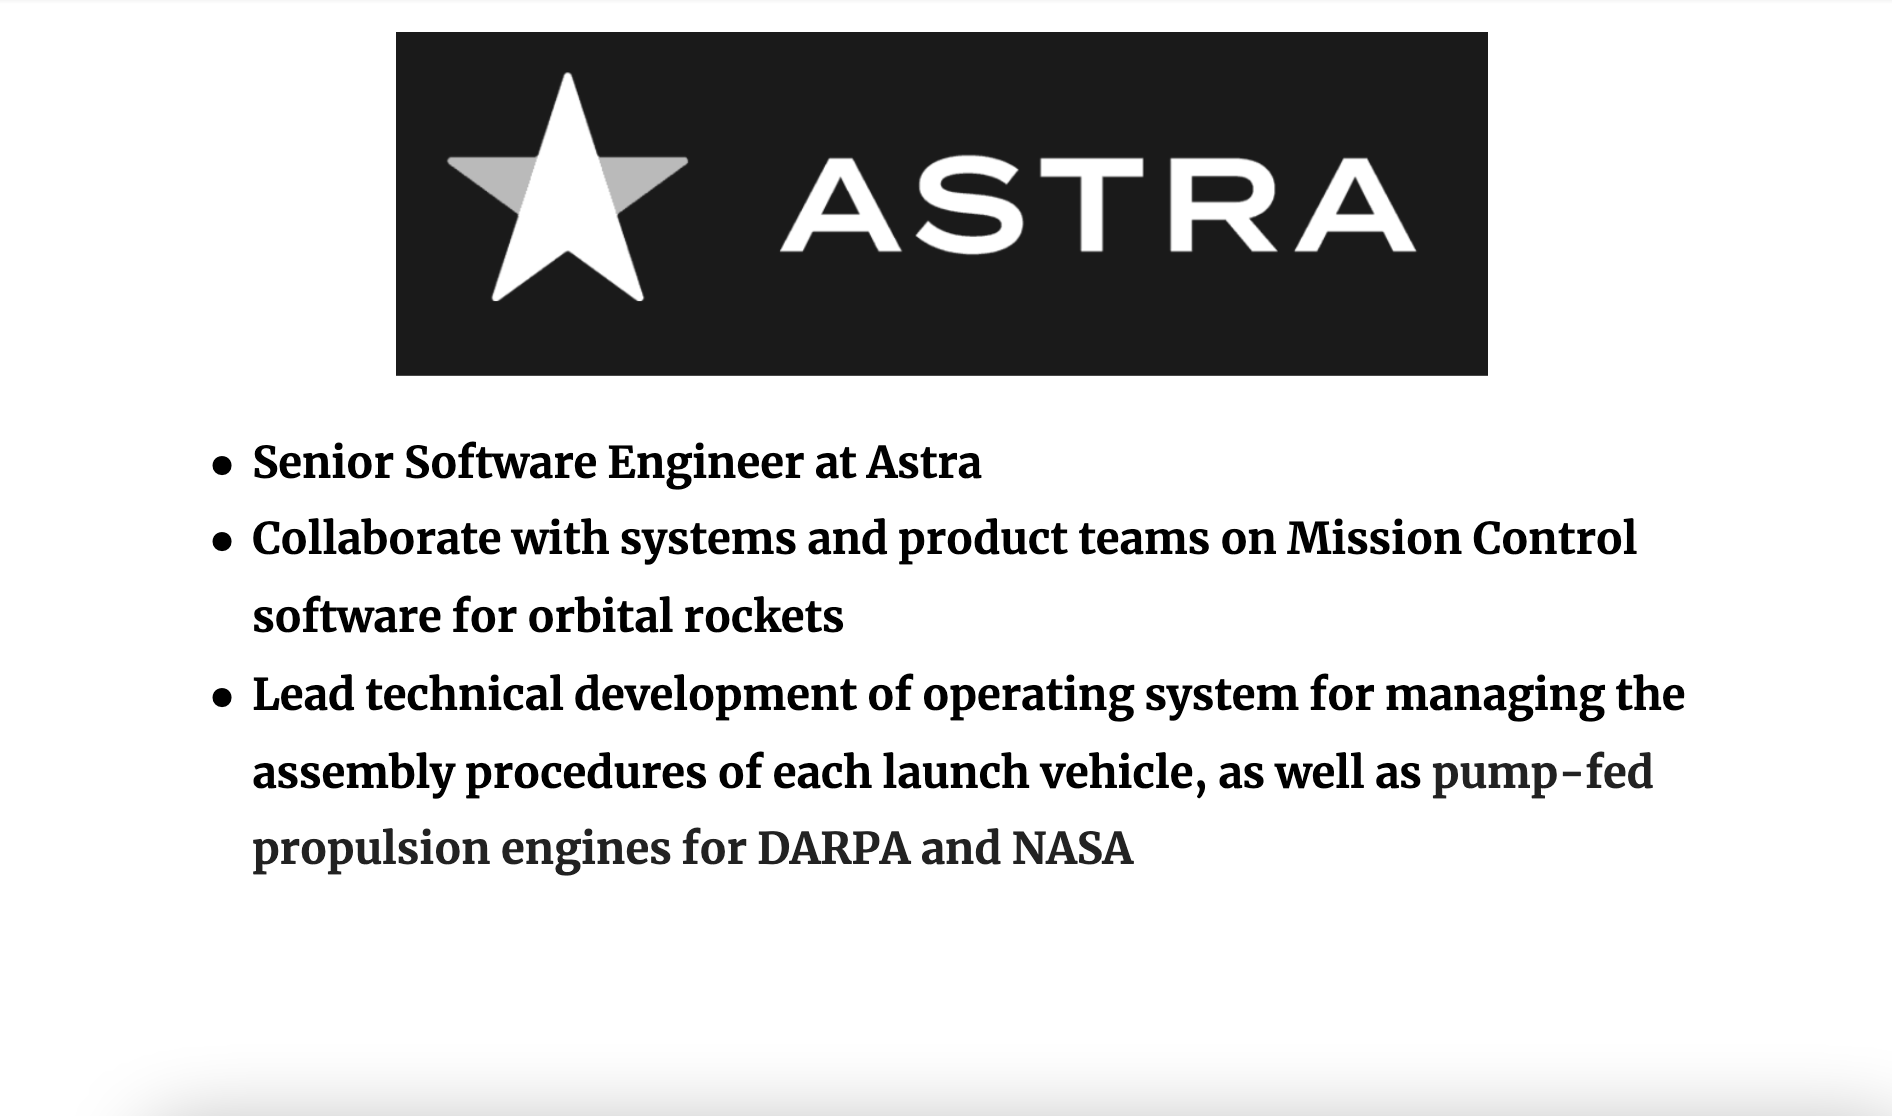 ASTRA
● Senior Software Engineer at Astra
● Collaborate with systems and product teams on Mission Control
software for orbital rockets
● Lead technical development of operating system for managing the
assembly procedures of each launch vehicle, as well as pump-fed
propulsion engines for DARPA and NASA